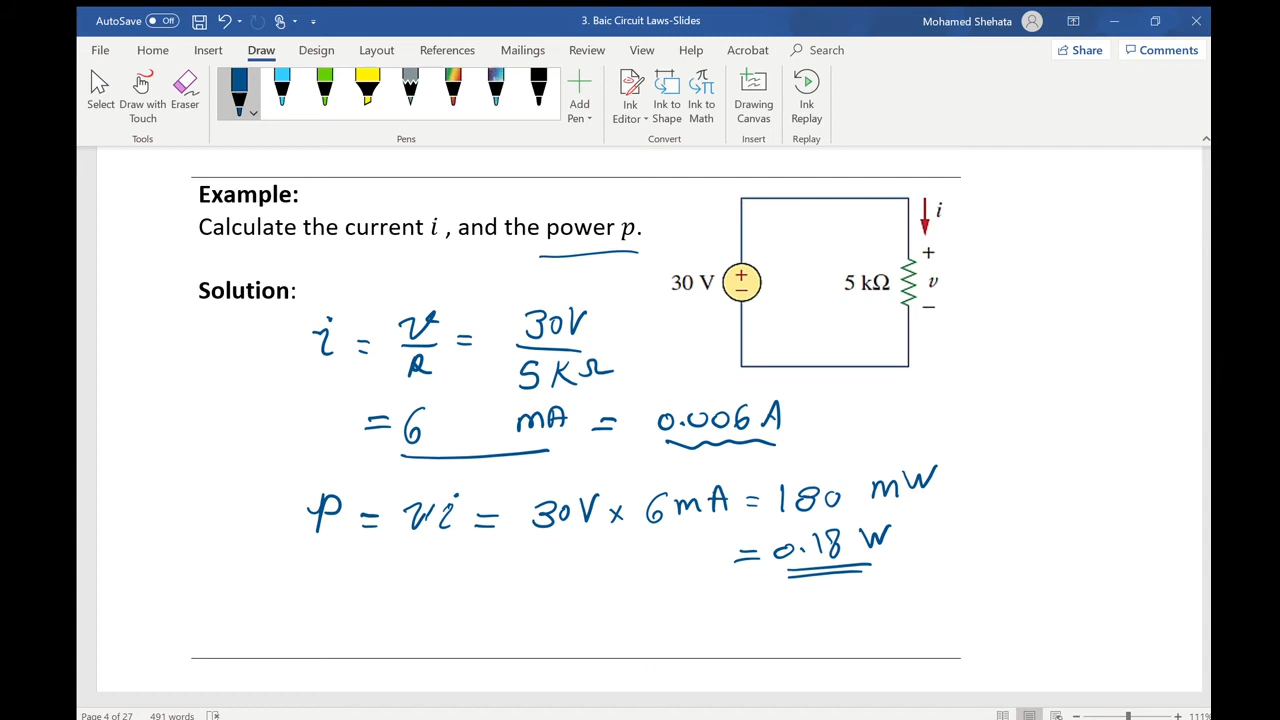 AutoSave Off 3. Baic Circuit Laws-Slides Mohamed Shehata
File Home Insert Draw Design Layout References Mailings Review View Help Acrobat Search Share Comments
Select Draw with Touch Eraser Add Pen Ink Editor Ink to Shape Ink to Math Drawing Canvas Ink Replay
Tools Pens Convert Insert Replay
Example:
Calculate the current i , and the power p.
Solution:
30 V + − 5 kΩ i + v −
i = v/R = 30V/5KΩ
= 6 mA = 0.006 A
P = vi = 30V × 6mA = 180 mW
= 0.18 W
Page 4 of 27 491 words 111%